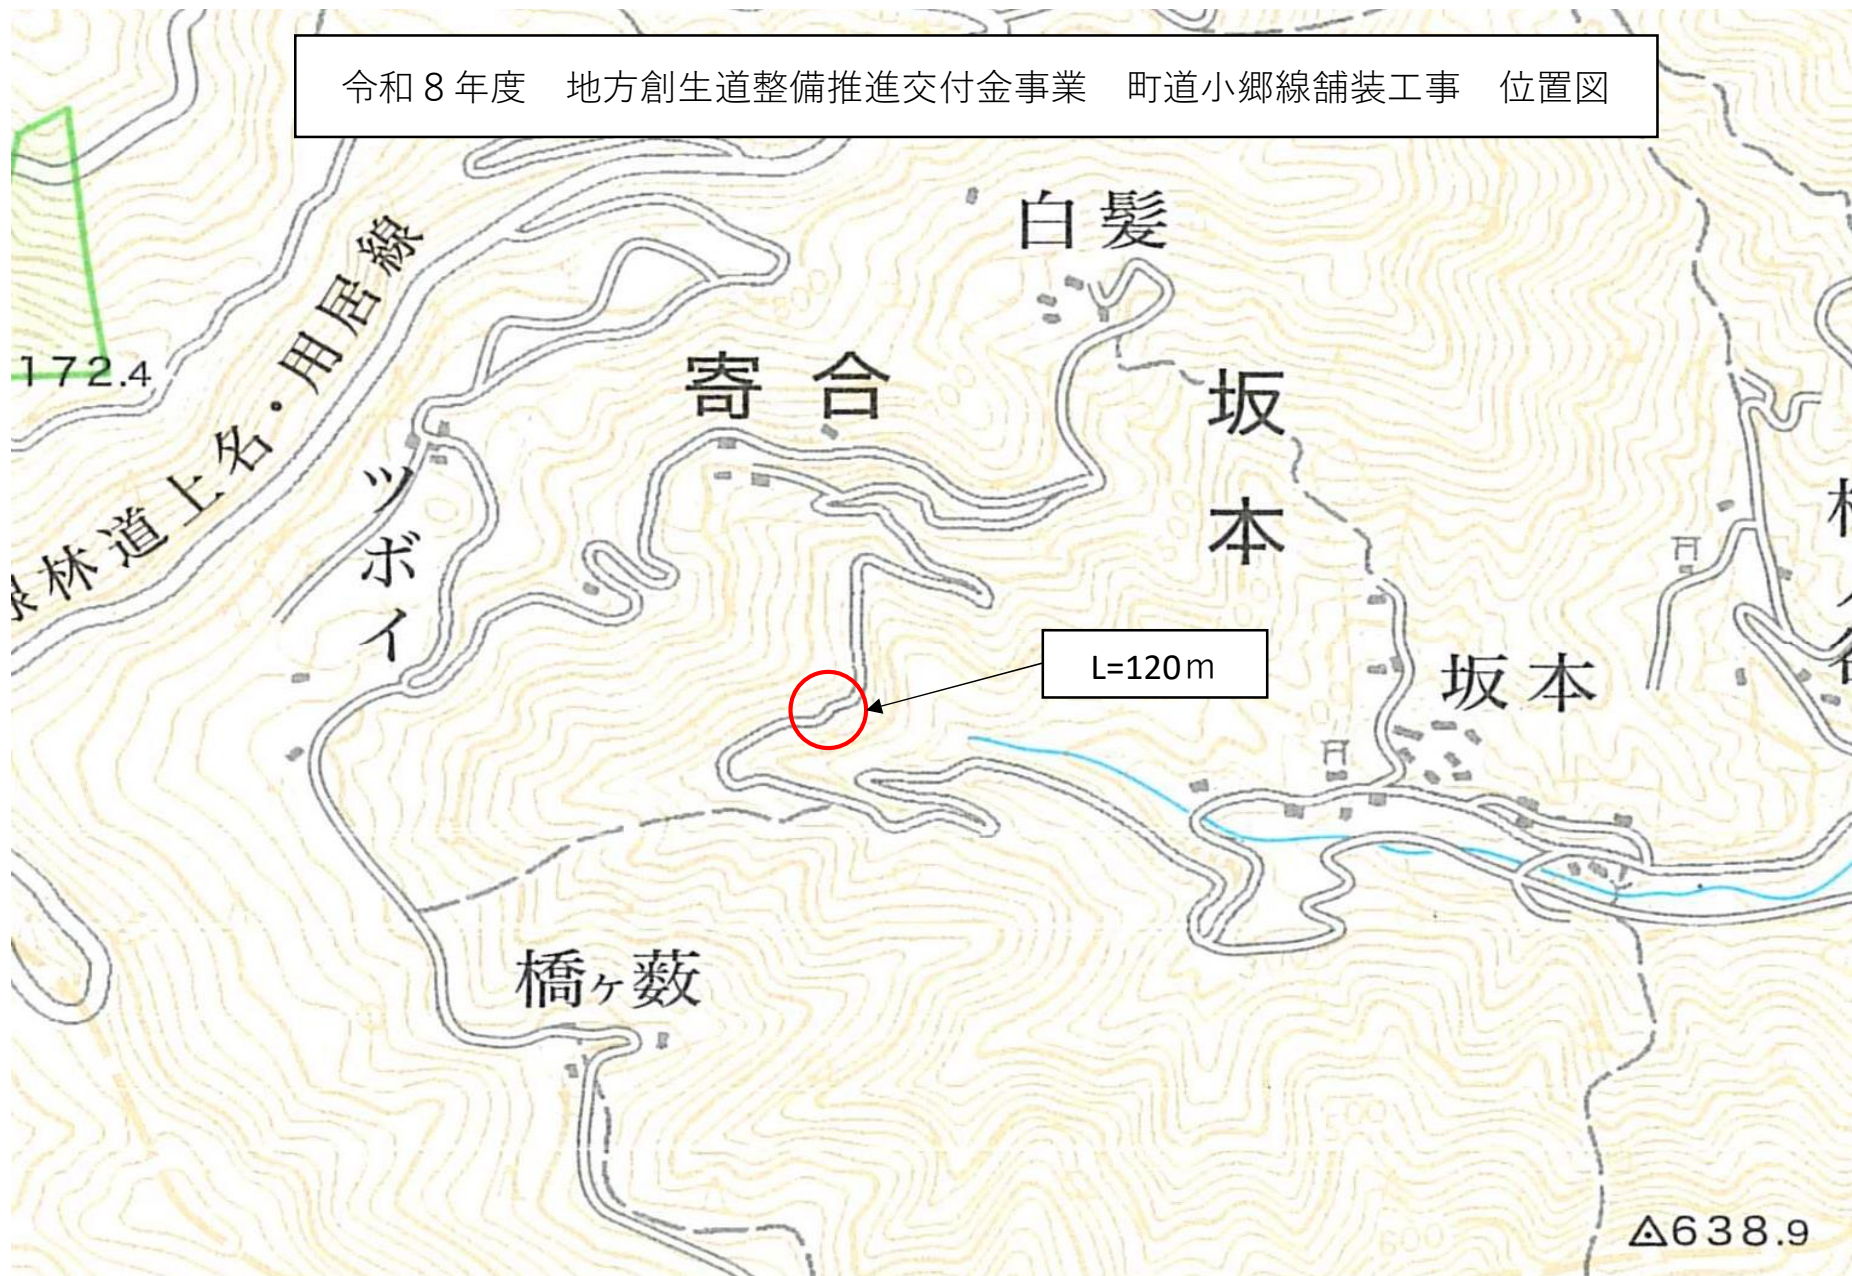 令和８年度　地方創生道整備推進交付金事業　町道小郷線舗装工事　位置図
白髪
172.4
林道上名・用居線
寄合
坂本
ツボイ
L=120ｍ
坂本
橋ヶ薮
638.9
600